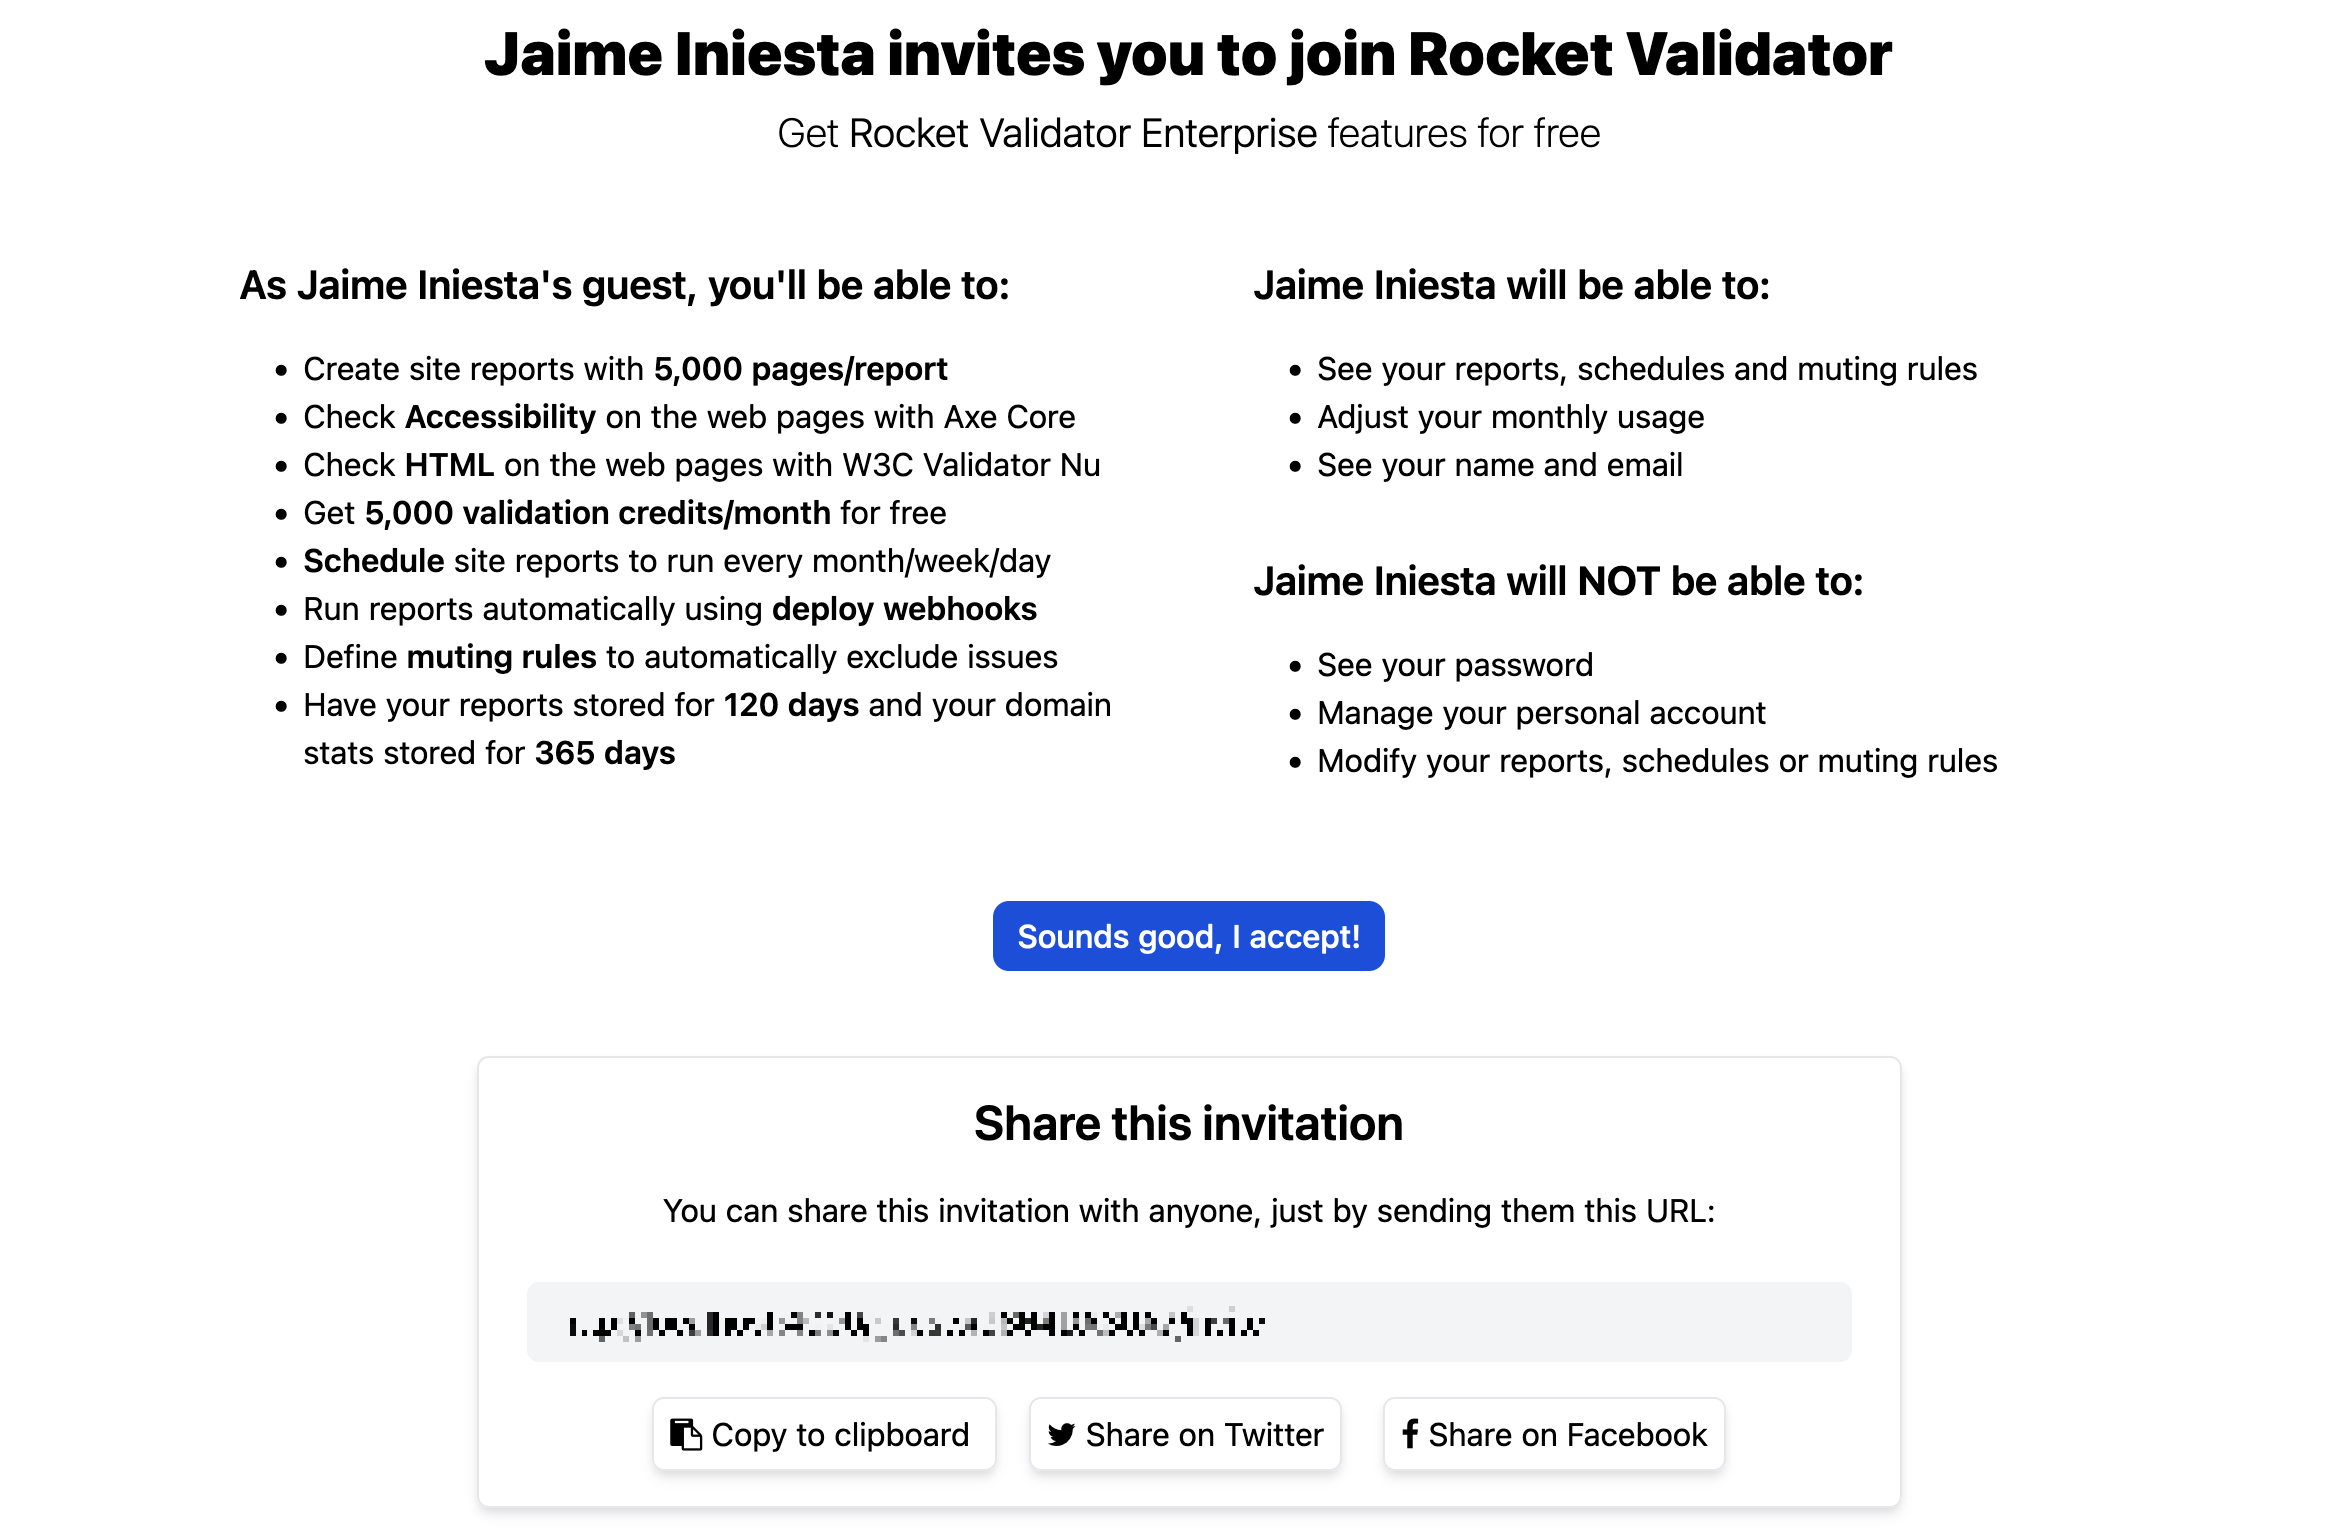 Jaime Iniesta invites you to join Rocket Validator
Get Rocket Validator Enterprise features for free
As Jaime Iniesta's guest, you'll be able to:
• Create site reports with 5,000 pages/report
• Check Accessibility on the web pages with Axe Core
• Check HTML on the web pages with W3C Validator Nu
• Get 5,000 validation credits/month for free
• Schedule site reports to run every month/week/day
• Run reports automatically using deploy webhooks
• Define muting rules to automatically exclude issues
• Have your reports stored for 120 days and your domain
stats stored for 365 days
Jaime Iniesta will be able to:
• See your reports, schedules and muting rules
• Adjust your monthly usage
• See your name and email
Jaime Iniesta will NOT be able to:
• See your password
• Manage your personal account
• Modify your reports, schedules or muting rules
Sounds good, I accept!
Share this invitation
You can share this invitation with anyone, just by sending them this URL:
Copy to clipboard
Share on Twitter
Share on Facebook